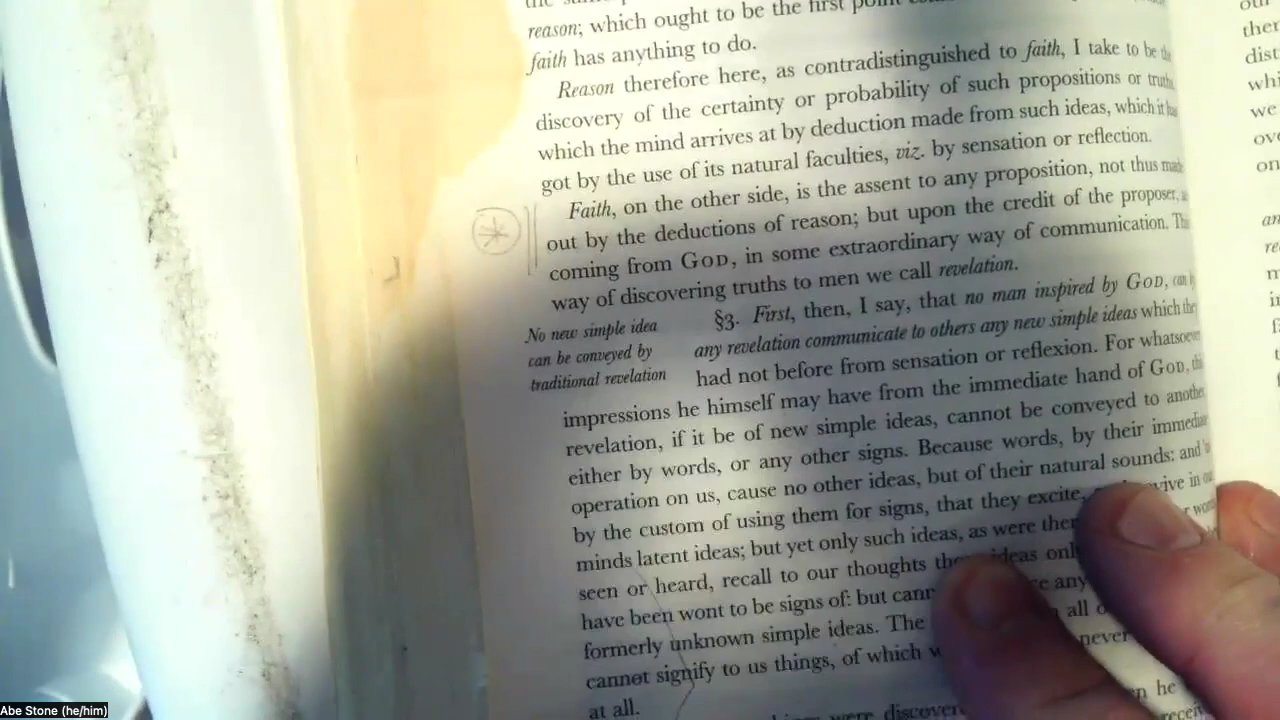 reason; which ought to be the first point
faith has anything to do.
Reason therefore here, as contradistinguished to faith, I take to be the
discovery of the certainty or probability of such propositions or truths
which the mind arrives at by deduction made from such ideas, which it has
got by the use of its natural faculties, viz. by sensation or reflection.
Faith, on the other side, is the assent to any proposition, not thus made
out by the deductions of reason; but upon the credit of the proposer, as
coming from GOD, in some extraordinary way of communication. This
way of discovering truths to men we call revelation.
No new simple idea
can be conveyed by
traditional revelation
§3. First, then, I say, that no man inspired by GOD, can by
any revelation communicate to others any new simple ideas which they
had not before from sensation or reflexion. For whatsoever
impressions he himself may have from the immediate hand of GOD, this
revelation, if it be of new simple ideas, cannot be conveyed to another
either by words, or any other signs. Because words, by their immediate
operation on us, cause no other ideas, but of their natural sounds: and
by the custom of using them for signs, that they excite, in our
minds latent ideas; but yet only such ideas, as were
seen or heard, recall to our thoughts ideas
have been wont to be signs of: but any
formerly unknown simple ideas. The all
cannot signify to us things, of which never
at all. he
were
our
Abe Stone (he/him)